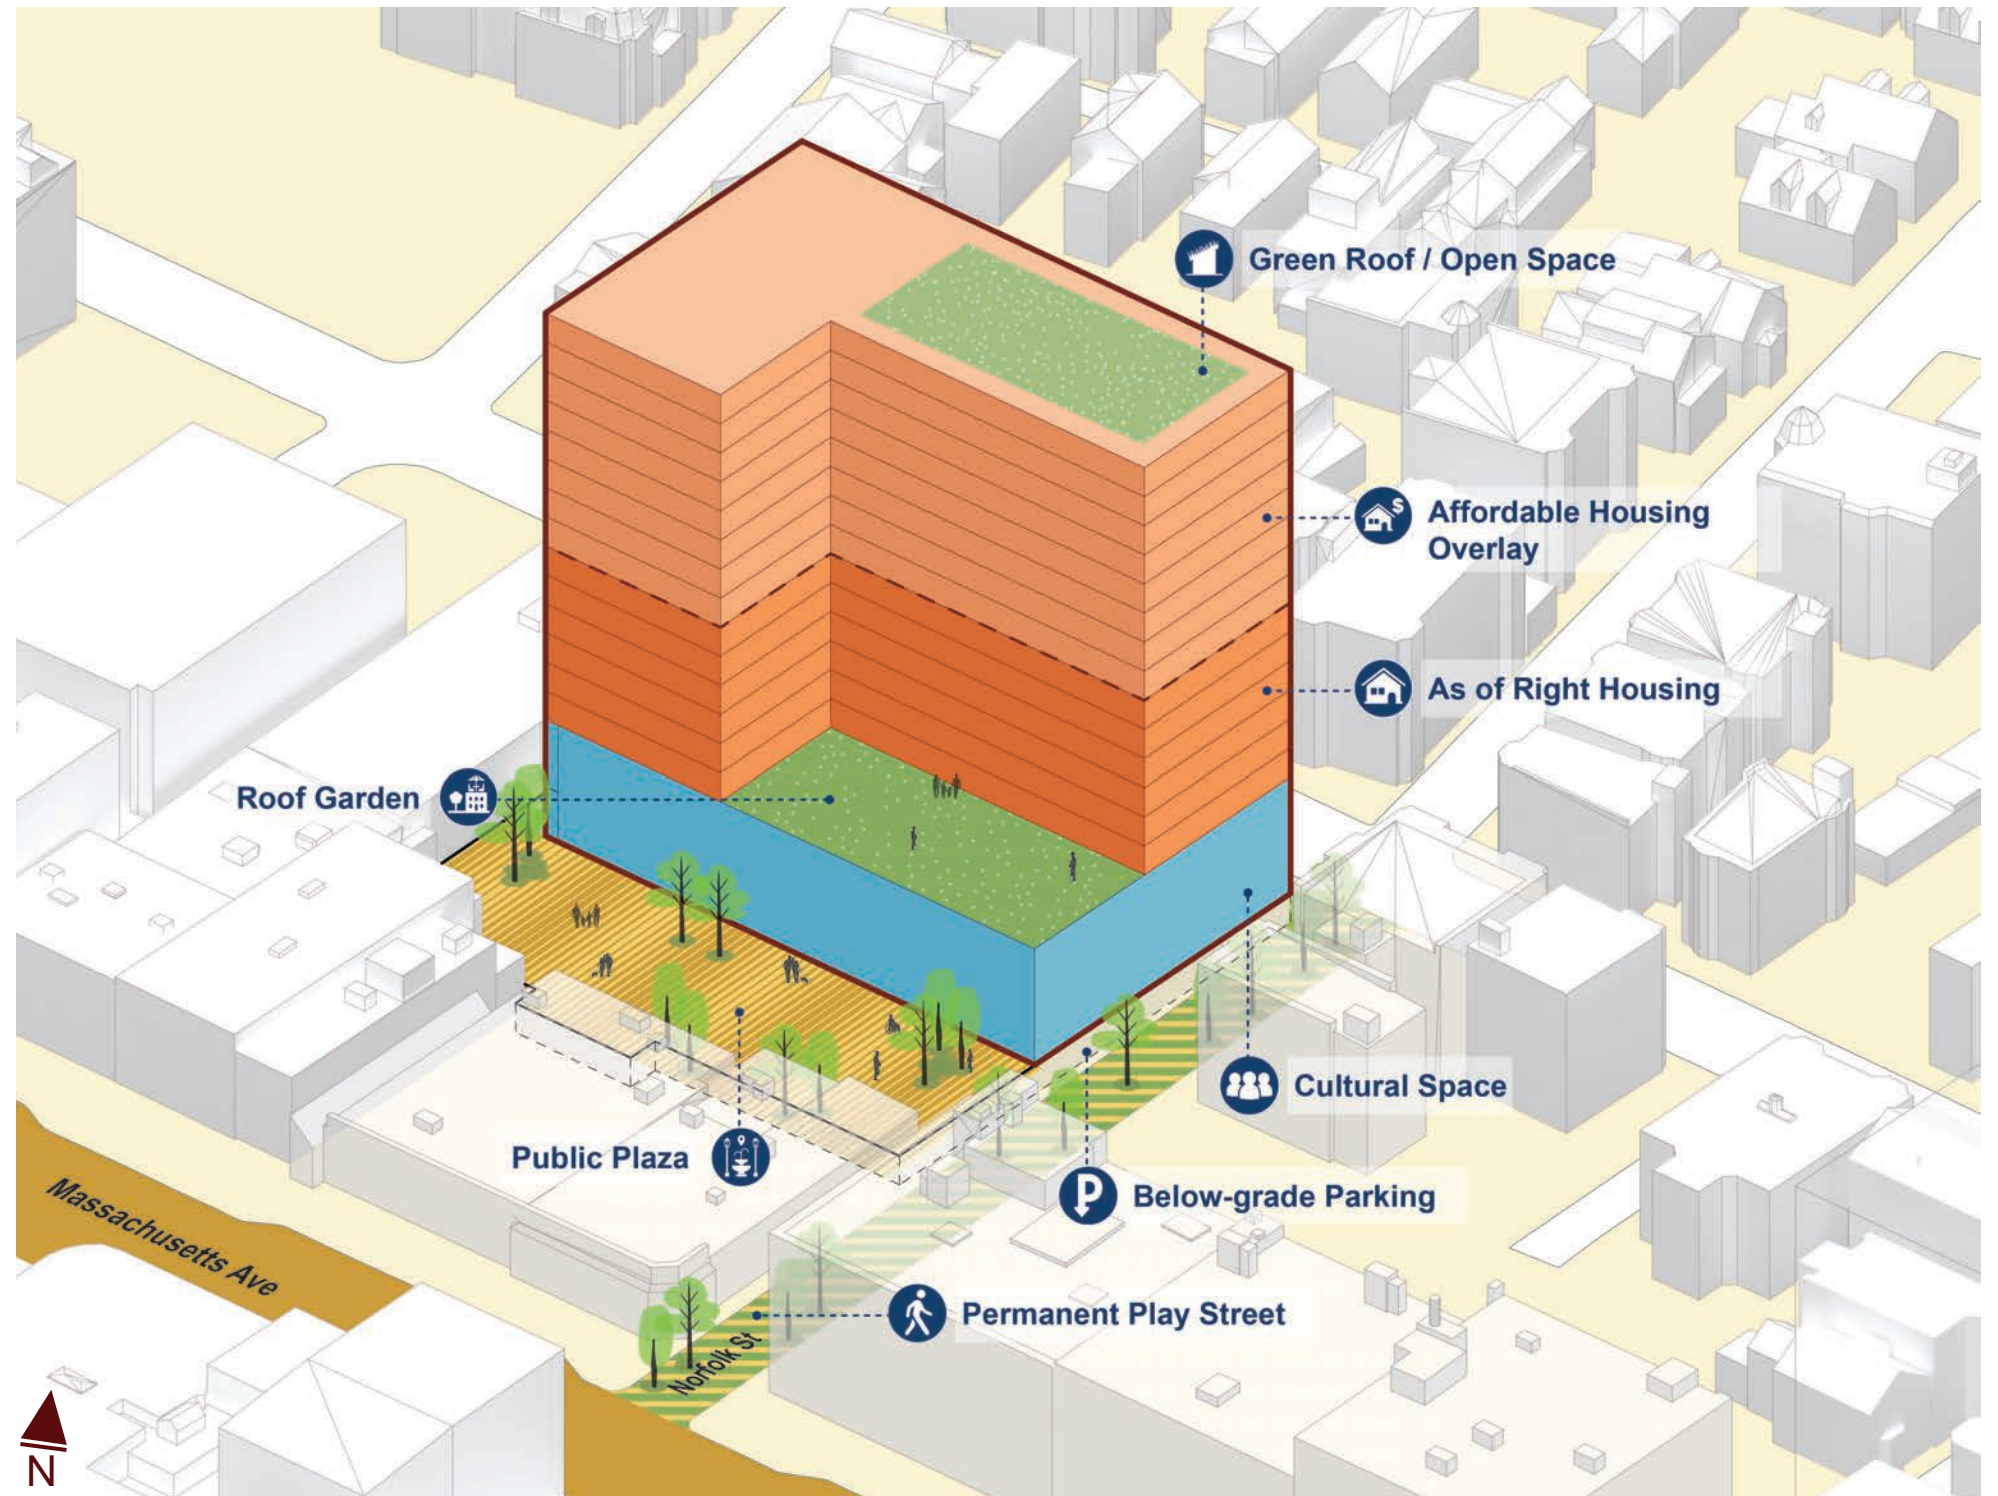 Green Roof / Open Space
Affordable Housing
Overlay
As of Right Housing
Roof Garden
Cultural Space
Public Plaza
P
Below-grade Parking
Massachusetts Ave
Permanent Play Street
Norfolk St
N
$